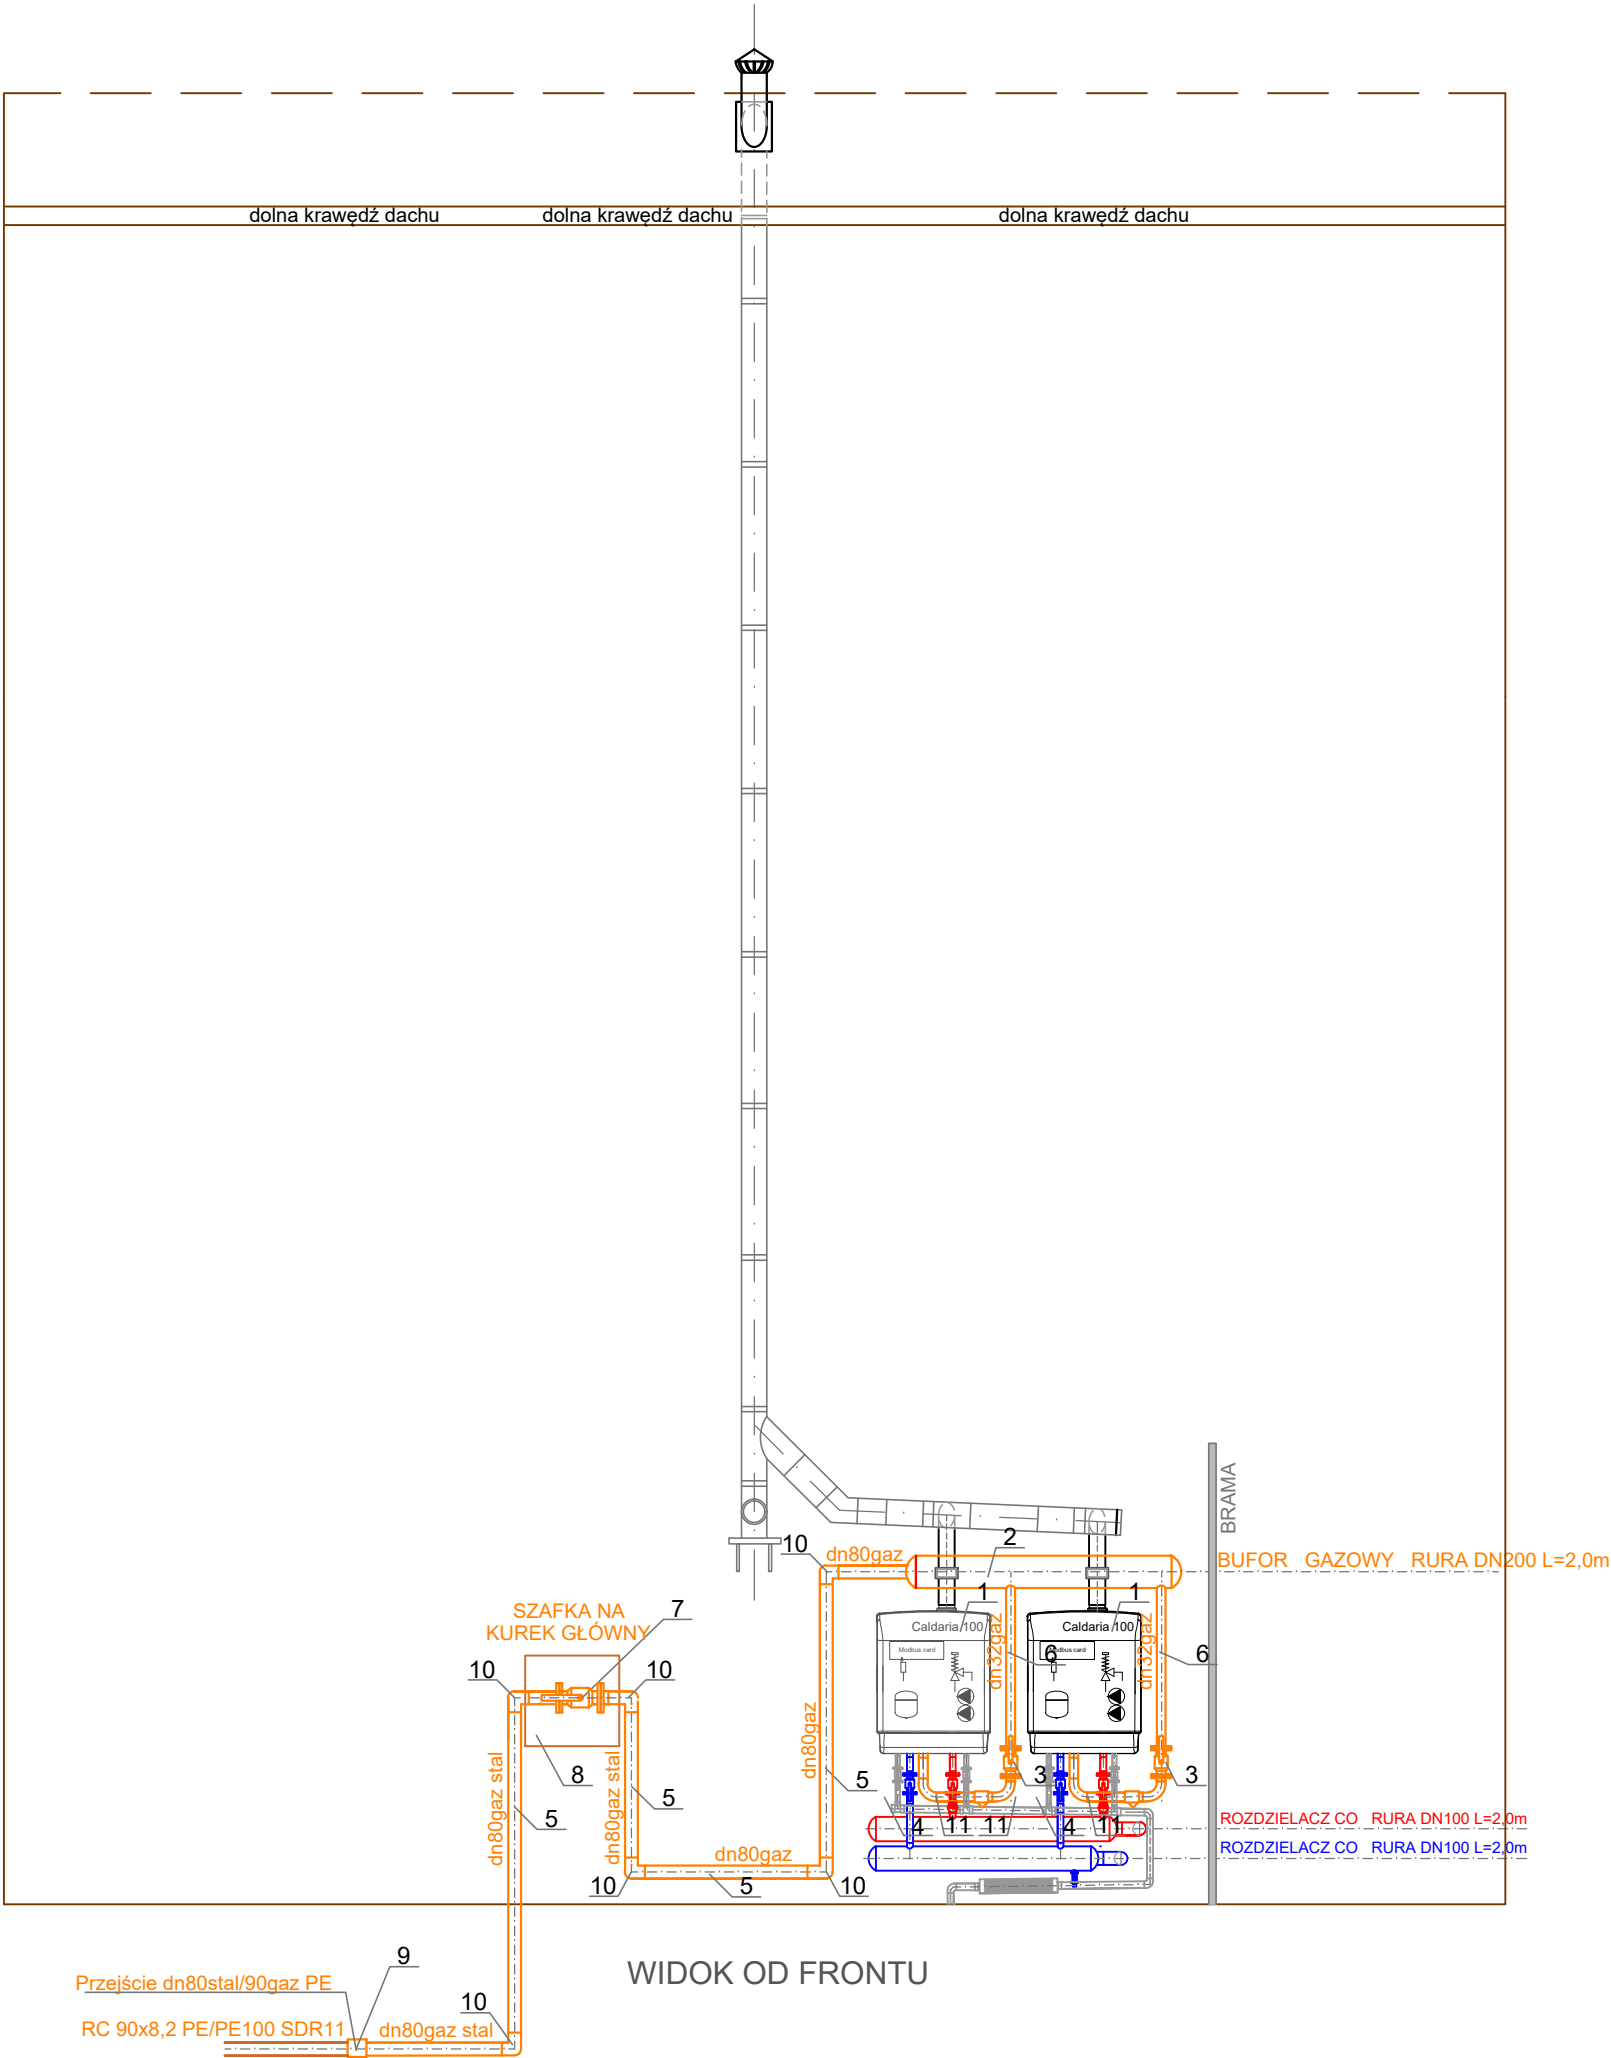 dolna krawędź dachu
dolna krawędź dachu
dolna krawędź dachu
BRAMA
10
dn80gaz
2
BUFOR GAZOWY RURA DN200 L=2,0m
SZAFKA NA
KUREK GŁÓWNY
7
1
1
Caldaria 100
Caldaria 100
Modbus card
Modbus card
dn32gaz
dn32gaz
6
6
10
10
dn80gaz
8
5
3
3
dn80gaz stal
dn80gaz stal
5
5
4
11
11
4
11
ROZDZIELACZ CO RURA DN100 L=2,0m
ROZDZIELACZ CO RURA DN100 L=2,0m
dn80gaz
10
5
10
9
WIDOK OD FRONTU
Przejście dn80stal/90gaz PE
10
RC 90x8,2 PE/PE100 SDR11
dn80gaz stal